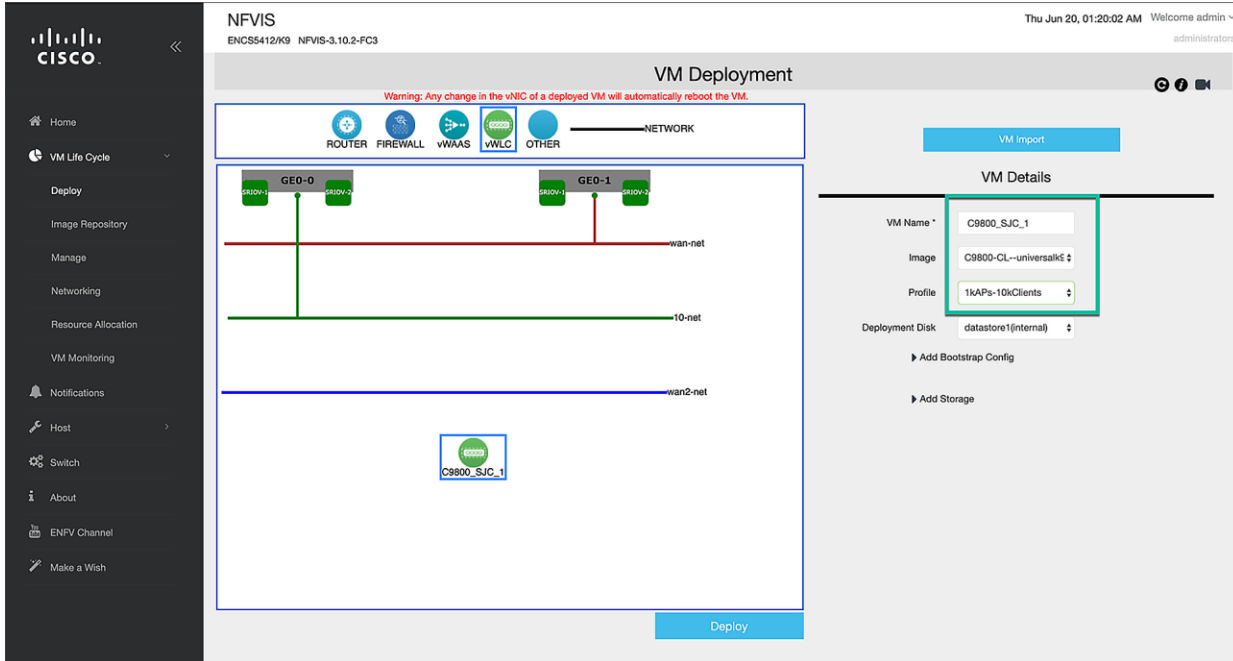 CISCO
Home
VM Life Cycle
Deploy
Image Repository
Manage
Networking
Resource Allocation
VM Monitoring
Notifications
Host
Switch
About
ENFV Channel
Make a Wish
NFVIS
ENCS5412/K9 NFVIS-3.10.2-FC3
Thu Jun 20, 01:20:02 AM Welcome admin
administrators
VM Deployment
Warning: Any change in the vNIC of a deployed VM will automatically reboot the VM.
ROUTER FIREWALL vWAAS vWLC OTHER NETWORK
GE0-0 GE0-1
SRIOV-1 SRIOV-2 SRIOV-1 SRIOV-2
wan-net
10-net
wan2-net
C9800_SJC_1
Deploy
VM Import
VM Details
VM Name * C9800_SJC_1
Image C9800-CL--universalk9
Profile 1kAPs-10kClients
Deployment Disk datastore1(internal)
Add Bootstrap Config
Add Storage